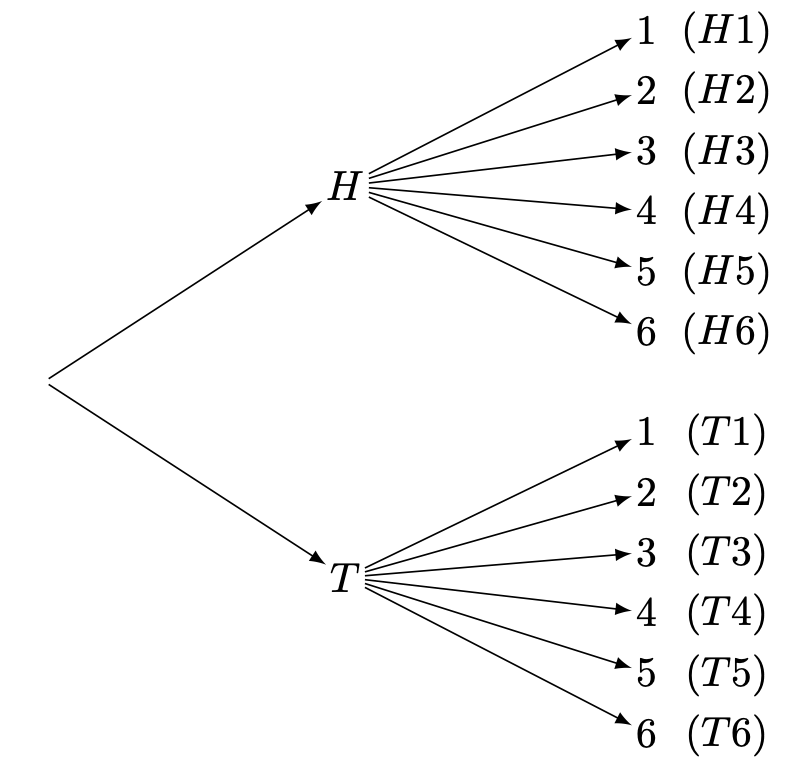 1 (H1)
2 (H2)
3 (H3)
H
4 (H4)
5 (H5)
6 (H6)
1 (T1)
2 (T2)
3 (T3)
T
4 (T4)
5 (T5)
6 (T6)